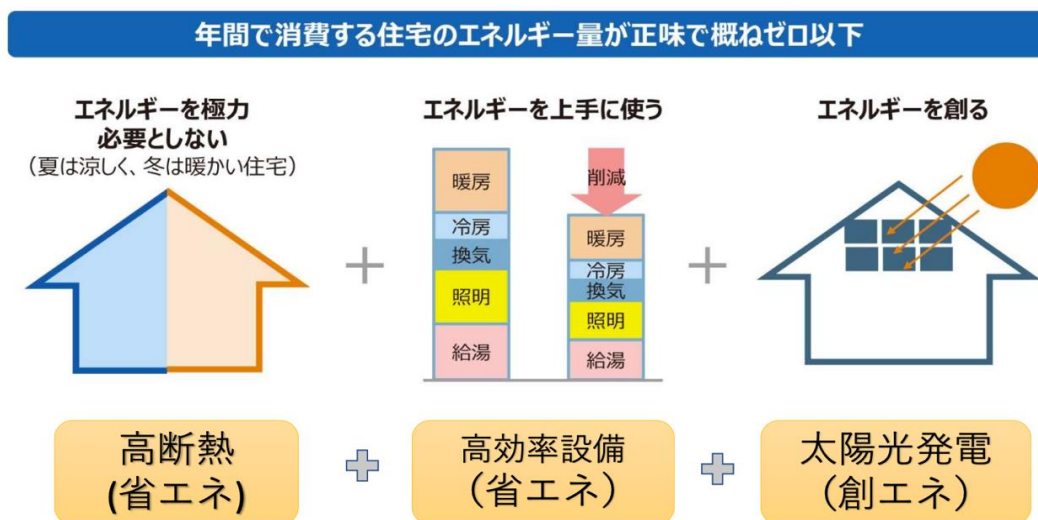 年間で消費する住宅のエネルギー量が正味で概ねゼロ以下
エネルギーを極力
必要としない
（夏は涼しく、冬は暖かい住宅）
エネルギーを上手に使う
暖房
冷房
換気
照明
給湯
削減
暖房
冷房
換気
照明
給湯
エネルギーを創る
高断熱
(省エネ)
高効率設備
（省エネ）
太陽光発電
（創エネ）